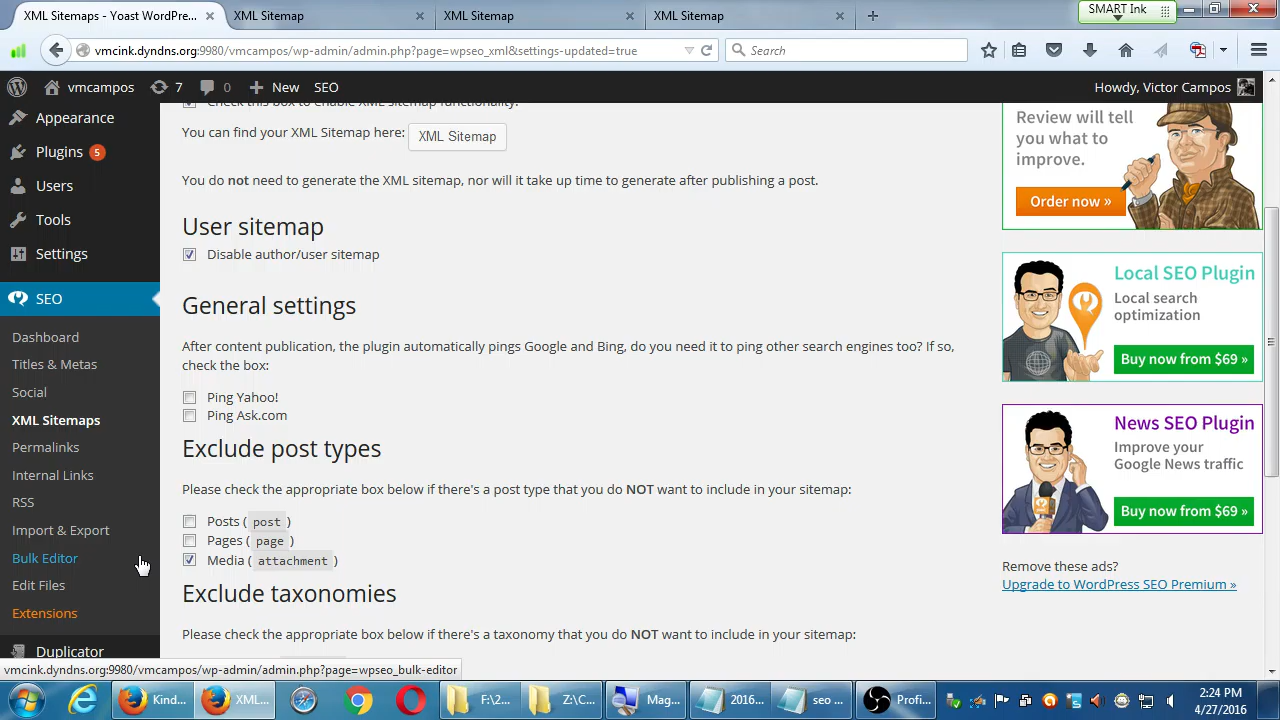 XML Sitemaps - Yoast WordPre...
XML Sitemap
XML Sitemap
XML Sitemap
SMART Ink
vmcink.dyndns.org:9980/vmcampos/wp-admin/admin.php?page=wpseo_xml&settings-updated=true
Search
vmcampos
7
0
New
SEO
Howdy, Victor Campos
Appearance
Plugins 5
Users
Tools
Settings
SEO
Dashboard
Titles & Metas
Social
XML Sitemaps
Permalinks
Internal Links
RSS
Import & Export
Bulk Editor
Edit Files
Extensions
Duplicator
Check this box to enable XML sitemap functionality.
You can find your XML Sitemap here: XML Sitemap
You do not need to generate the XML sitemap, nor will it take up time to generate after publishing a post.
User sitemap
Disable author/user sitemap
General settings
After content publication, the plugin automatically pings Google and Bing, do you need it to ping other search engines too? If so,
check the box:
Ping Yahoo!
Ping Ask.com
Exclude post types
Please check the appropriate box below if there's a post type that you do NOT want to include in your sitemap:
Posts ( post )
Pages ( page )
Media ( attachment )
Exclude taxonomies
Please check the appropriate box below if there's a taxonomy that you do NOT want to include in your sitemap:
Review will tell
you what to
improve.
Order now »
Local SEO Plugin
Local search
optimization
Buy now from $69 »
News SEO Plugin
Improve your
Google News traffic
Buy now from $69 »
Remove these ads?
Upgrade to WordPress SEO Premium »
vmcink.dyndns.org:9980/vmcampos/wp-admin/admin.php?page=wpseo_bulk-editor
Kind...
XML...
F:\2...
Z:\C...
Mag...
2016...
seo ...
Profi...
2:24 PM
4/27/2016